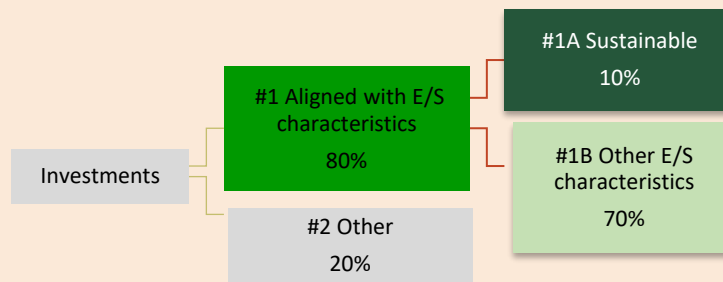 Investments
#1 Aligned with E/S
characteristics
80%
#2 Other
20%
#1A Sustainable
10%
#1B Other E/S
characteristics
70%